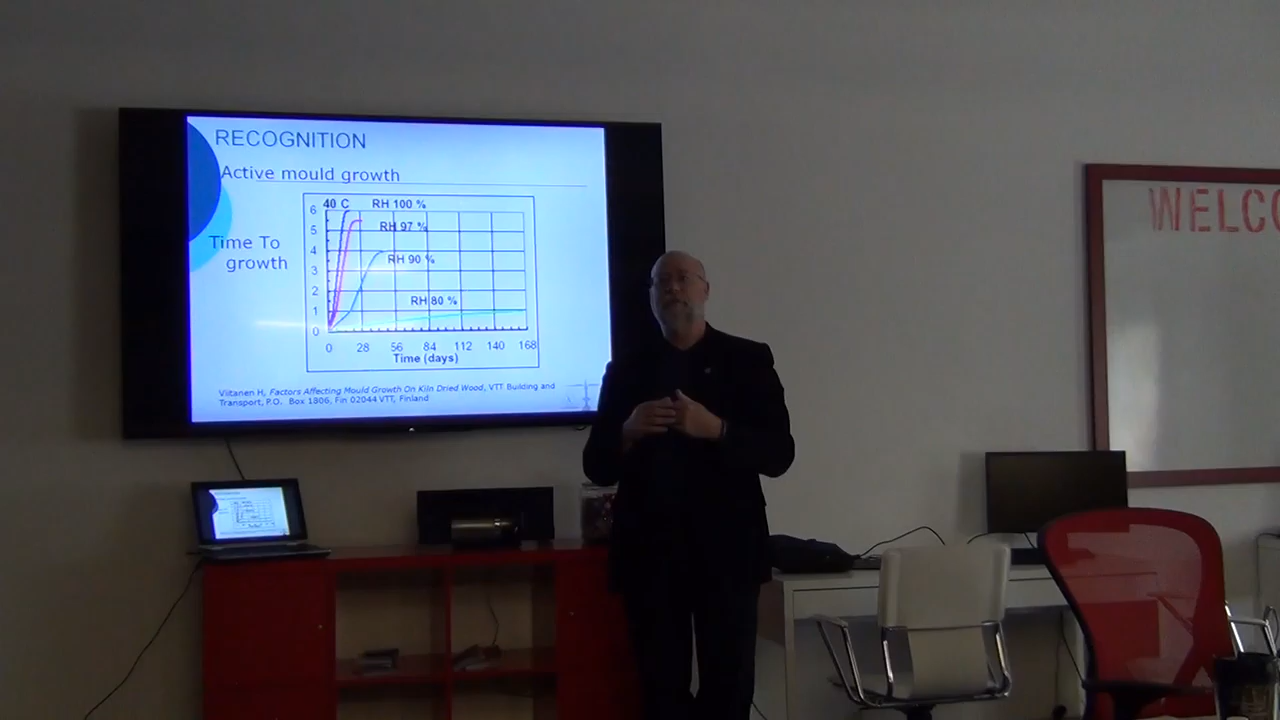 RECOGNITION
Active mould growth
Time To
growth
40 C RH 100 %
RH 97 %
RH 90 %
RH 80 %
6
5
4
3
2
1
0
0 28 56 84 112 140 168
Time (days)
Viitanen H, Factors Affecting Mould Growth On Kiln Dried Wood, VTT Building and
Transport, P.O. Box 1806, Fin 02044 VTT, Finland
WELCO